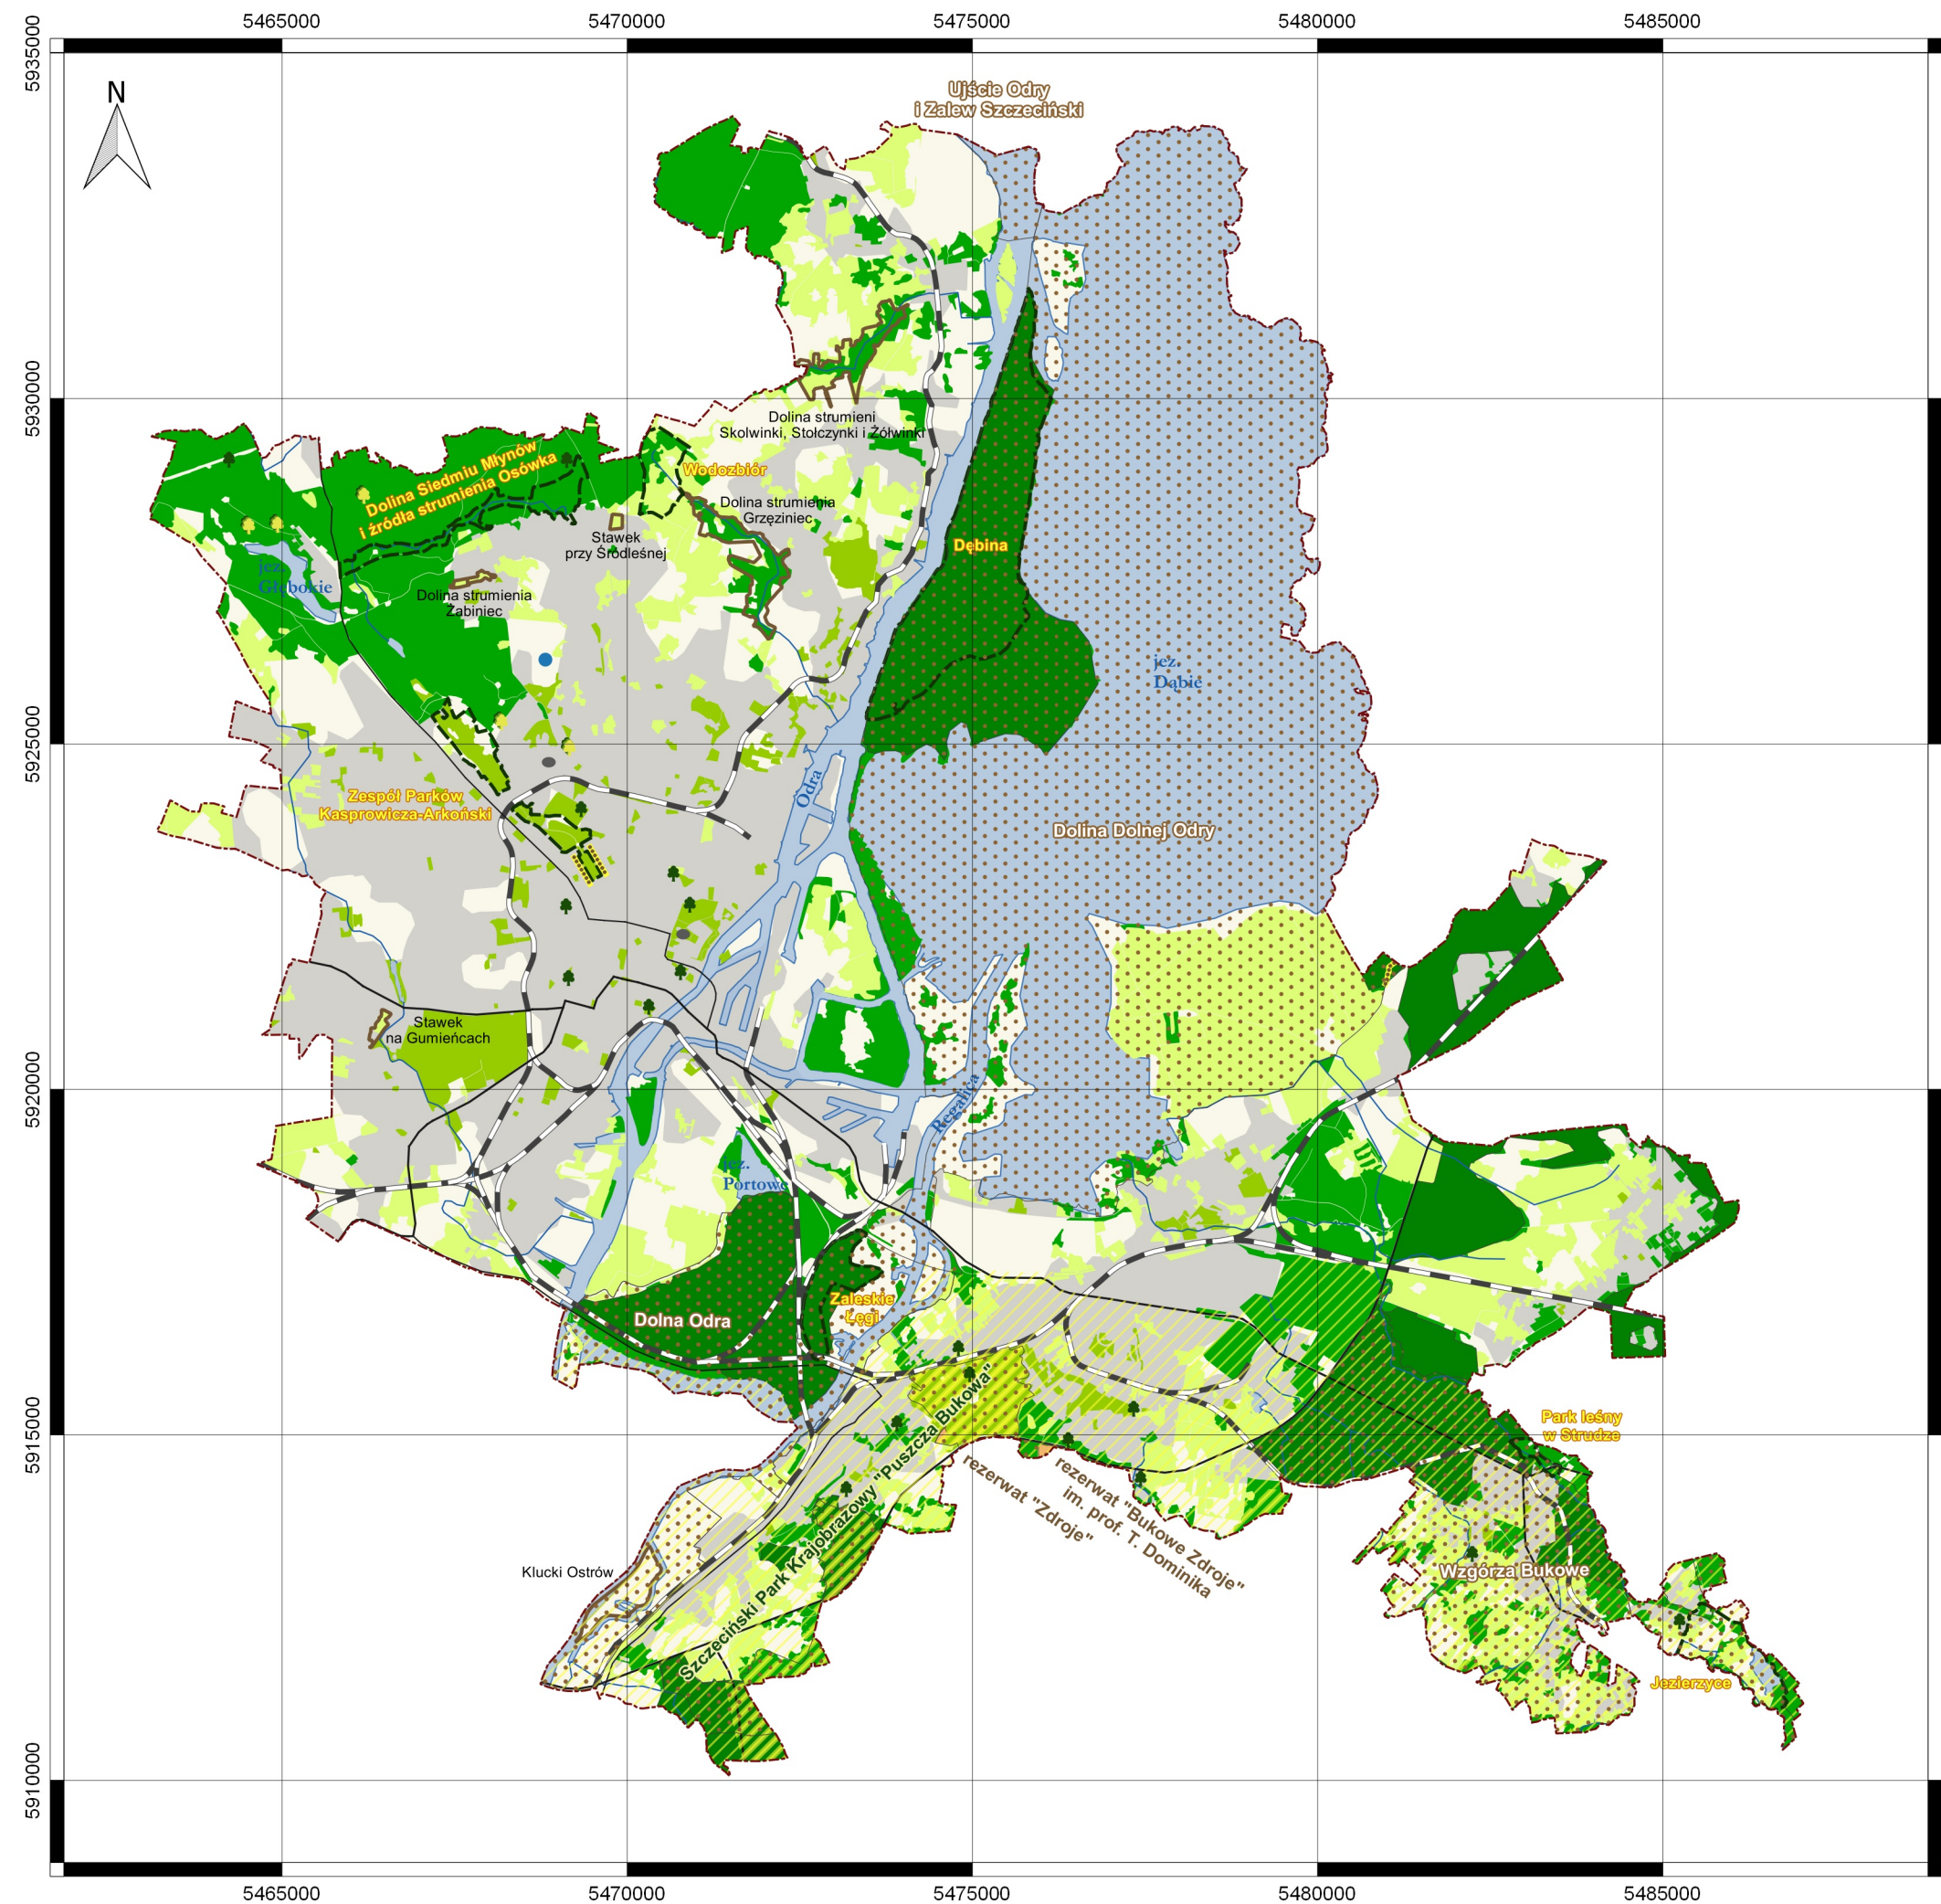 5465000 5470000 5475000 5480000 5485000
5935000
N
Ujście Odry
i Zalew Szczeciński
5930000
Dolina strumieni
Skolwinki, Stołczynki i Żółwinki
Dolina Siedmiu Młynów
i źródła strumienia Osówka
Wodozbiór
Dolina strumienia
Grzęziniec
Stawek
przy Środleśnej
Dębina
jez.
Głębokie
Dolina strumienia
Żabiniec
jez.
Dąbie
5925000
Odra
Zespół Parków
Kasprowicza-Arkoński
Dolina Dolnej Odry
Stawek
na Gumieńcach
5920000
Regalica
jez.
Portowe
Zaleskie
Łęgi
Dolna Odra
5915000
Park leśny
w Strudze
Szczeciński Park Krajobrazowy "Puszcza Bukowa"
rezerwat "Zdroje"
rezerwat "Bukowe Zdroje"
im. prof. T. Dominika
Klucki Ostrów
Wzgórza Bukowe
Jezierzyce
5910000
5465000 5470000 5475000 5480000 5485000